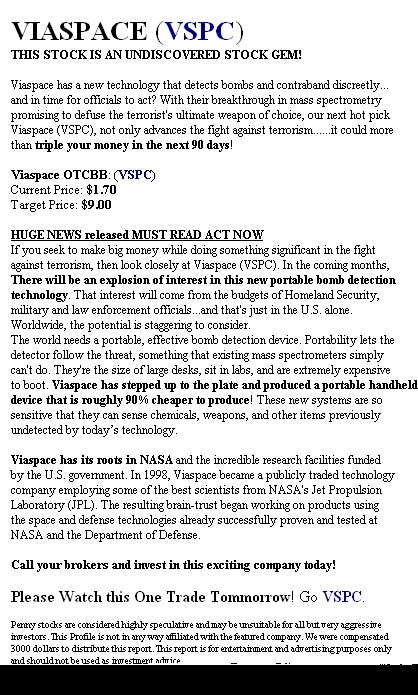 VIASPACE (VSPC)
THIS STOCK IS AN UNDISCOVERED STOCK GEM!
Viaspace has a new technology that detects bombs and contraband discreetly...
and in time for officials to act? With their breakthrough in mass spectrometry
promising to defuse the terrorist's ultimate weapon of choice, our next hot pick
Viaspace (VSPC), not only advances the fight against terrorism......it could more
than triple your money in the next 90 days!
Viaspace OTCBB: (VSPC)
Current Price: $1.70
Target Price: $9.00
HUGE NEWS released MUST READ ACT NOW
If you seek to make big money while doing something significant in the fight
against terrorism, then look closely at Viaspace (VSPC). In the coming months,
There will be an explosion of interest in this new portable bomb detection
technology. That interest will come from the budgets of Homeland Security,
military and law enforcement officials...and that's just in the U.S. alone.
Worldwide, the potential is staggering to consider.
The world needs a portable, effective bomb detection device. Portability lets the
detector follow the threat, something that existing mass spectrometers simply
can't do. They're the size of large desks, sit in labs, and are extremely expensive
to boot. Viaspace has stepped up to the plate and produced a portable handheld
device that is roughly 90% cheaper to produce! These new systems are so
sensitive that they can sense chemicals, weapons, and other items previously
undetected by today's technology.
Viaspace has its roots in NASA and the incredible research facilities funded
by the U.S. government. In 1998, Viaspace became a publicly traded technology
company employing some of the best scientists from NASA's Jet Propulsion
Laboratory (JPL). The resulting brain-trust began working on products using
the space and defense technologies already successfully proven and tested at
NASA and the Department of Defense.
Call your brokers and invest in this exciting company today!
Please Watch this One Trade Tommorrow! Go VSPC.
Penny stocks are considered highly speculative and may be unsuitable for all but very aggressive
investors. This Profile is not in any way affiliated with the featured company. We were compensated
3000 dollars to distribute this report. This report is for entertainment and advertising purposes only
and should not be used as investment advice